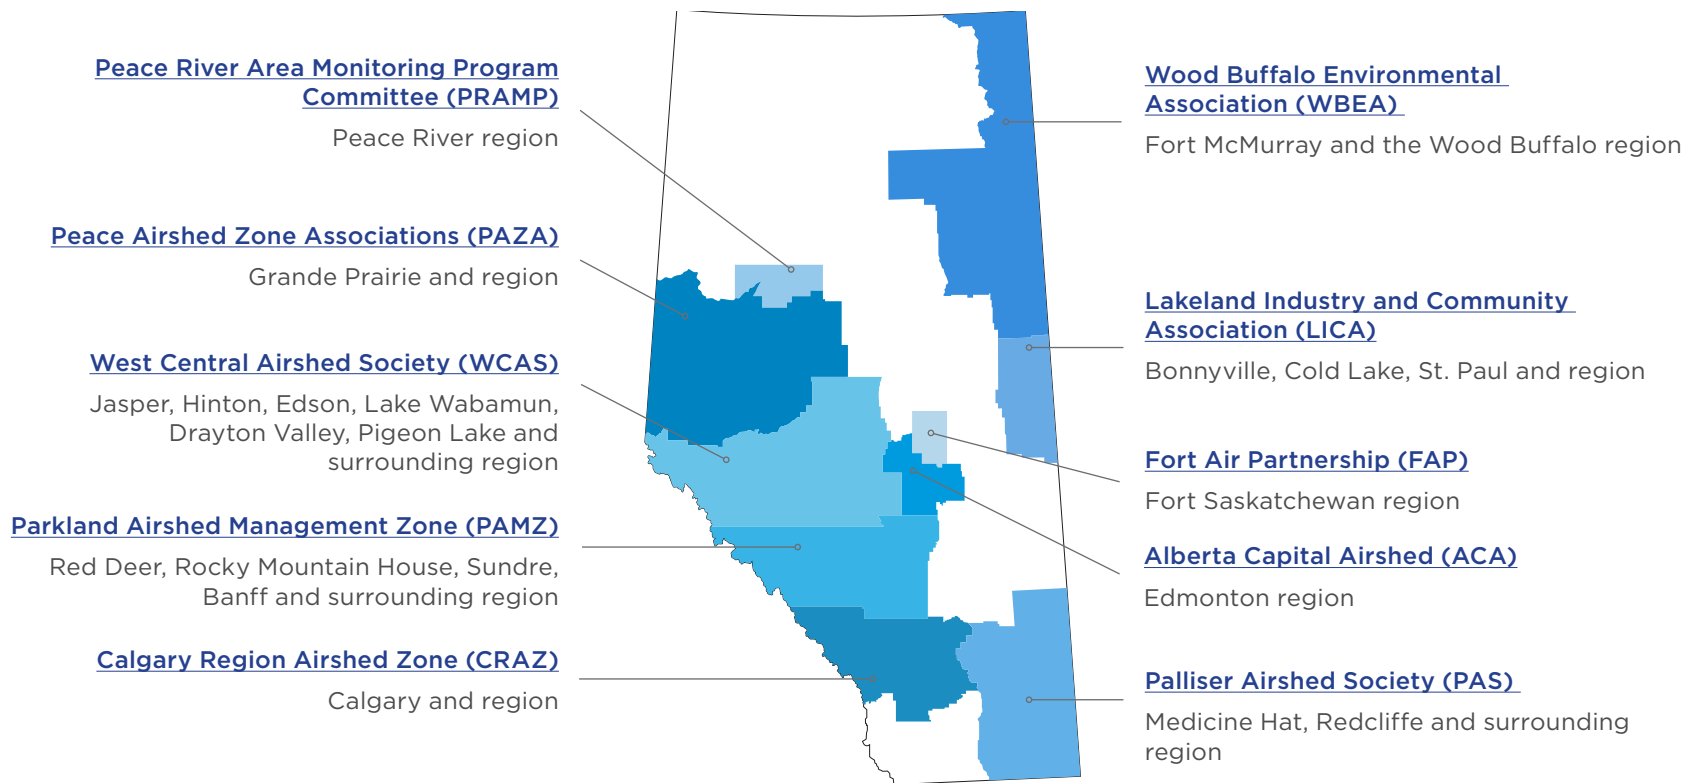 Peace River Area Monitoring Program
Committee (PRAMP)
Peace River region
Peace Airshed Zone Associations (PAZA)
Grande Prairie and region
West Central Airshed Society (WCAS)
Jasper, Hinton, Edson, Lake Wabamun,
Drayton Valley, Pigeon Lake and
surrounding region
Parkland Airshed Management Zone (PAMZ)
Red Deer, Rocky Mountain House, Sundre,
Banff and surrounding region
Calgary Region Airshed Zone (CRAZ)
Calgary and region
Wood Buffalo Environmental
Association (WBEA)
Fort McMurray and the Wood Buffalo region
Lakeland Industry and Community
Association (LICA)
Bonnyville, Cold Lake, St. Paul and region
Fort Air Partnership (FAP)
Fort Saskatchewan region
Alberta Capital Airshed (ACA)
Edmonton region
Palliser Airshed Society (PAS)
Medicine Hat, Redcliffe and surrounding
region